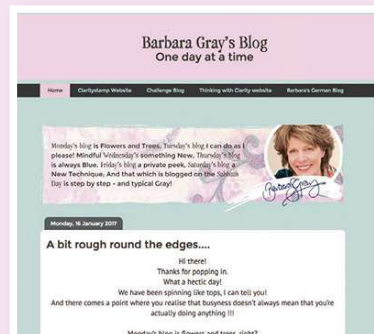 Barbara Gray's Blog
One day at a time
Home Claritystamp Website Challenge Blog Thinking with Clarity website Barbara's German Blog
Monday's blog is Flowers and Trees, Tuesday's blog I can do as I
please! Mindful Wednesday's something New, Thursday's blog
is always Blue. Friday's blog a private peek, Saturday's blog a
New Technique, And that which is blogged on the Sabbath
Day is step by step - and typical Gray!
Barbara Gray
Monday, 16 January 2017
A bit rough round the edges....
Hi there!
Thanks for popping in.
What a hectic day!
We have been spinning like tops, I can tell you!
And there comes a point where you realise that busyness doesn't always mean that you're
actually doing anything !!!
Monday's blog is flowers and trees, right?